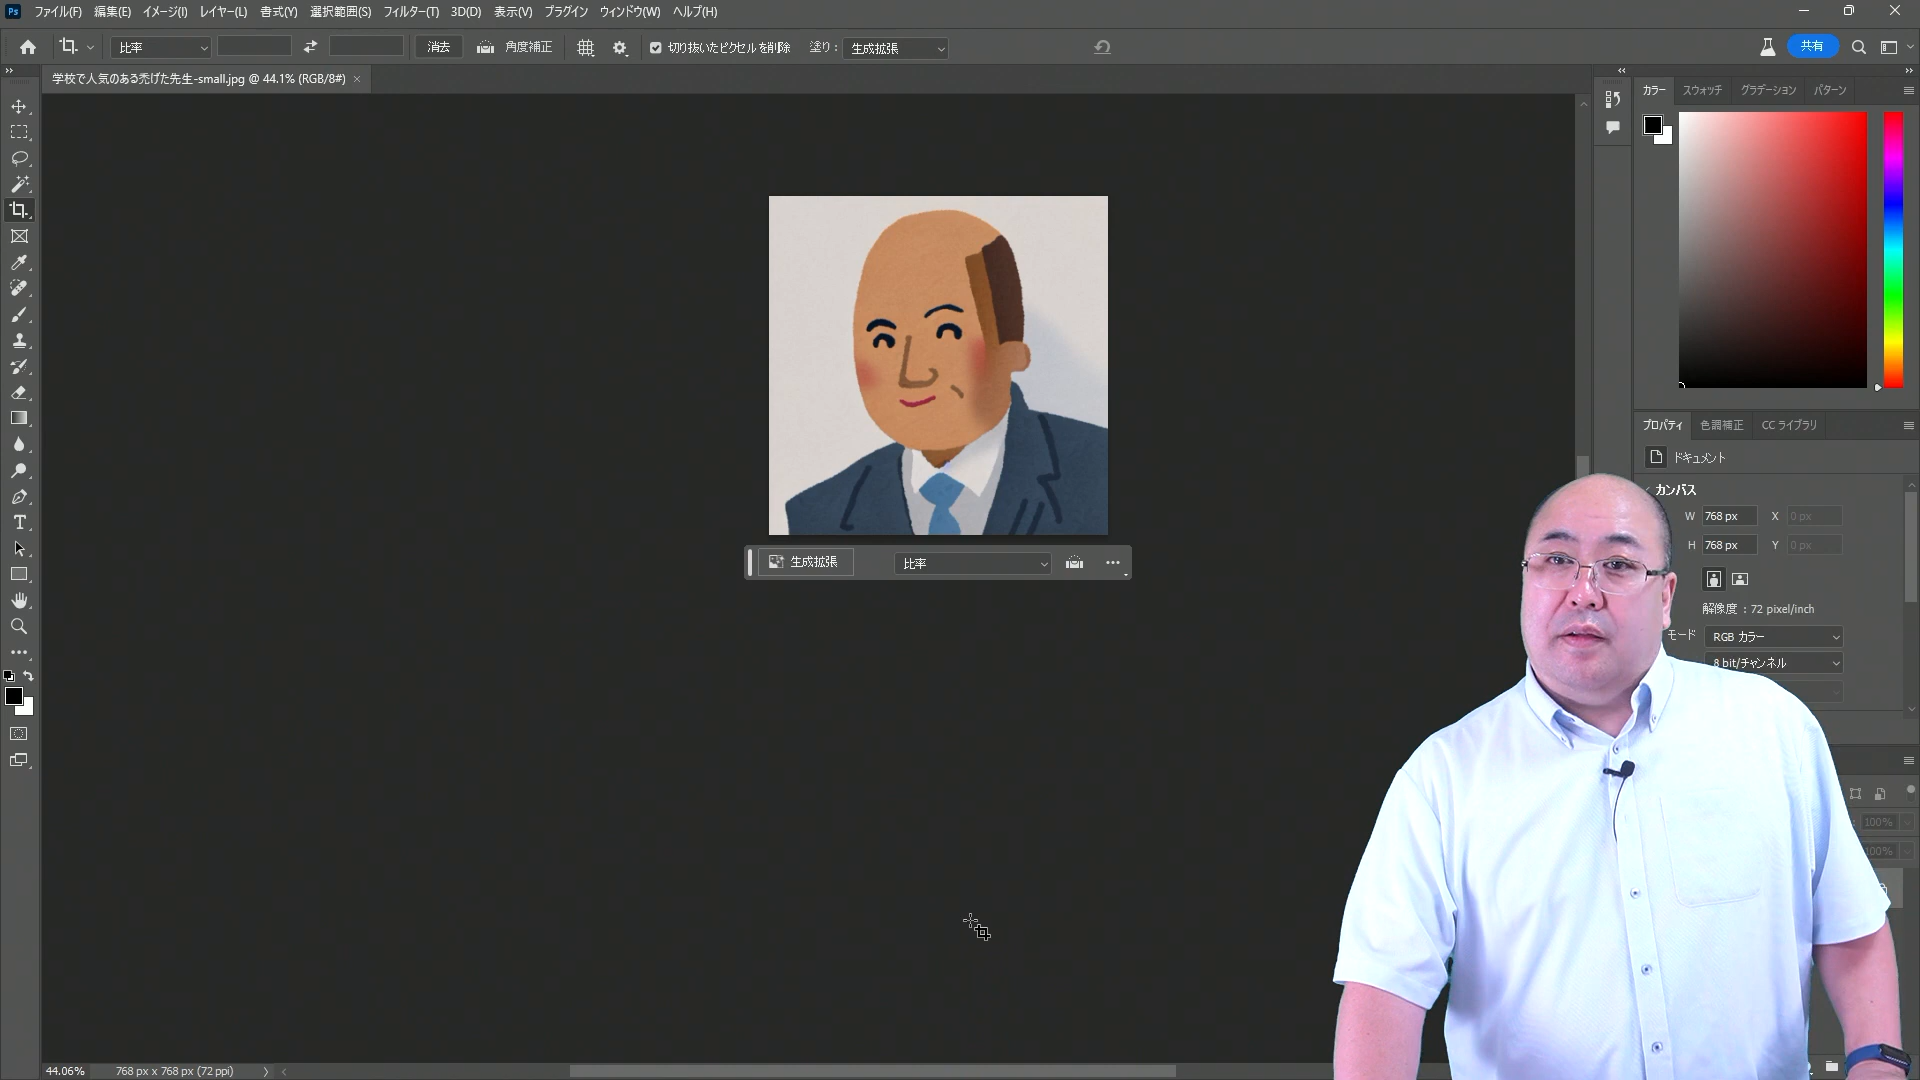 Ps ファイル(F) 編集(E) イメージ(I) レイヤー(L) 書式(Y) 選択範囲(S) フィルター(T) 3D(D) 表示(V) プラグイン ウィンドウ(W) ヘルプ(H)
比率 消去 角度補正 切り抜いたピクセルを削除 塗り : 生成拡張 共有
学校で人気のある禿げた先生-small.jpg @ 44.1% (RGB/8#) ×
カラー スウォッチ グラデーション パターン
プロパティ 色調補正 CC ライブラリ
ドキュメント
カンバス
W 768 px X 0 px
H 768 px Y 0 px
生成拡張 比率
解像度 : 72 pixel/inch
モード RGB カラー
8 bit/チャンネル
100%
100%
44.06% 768 px x 768 px (72 ppi)